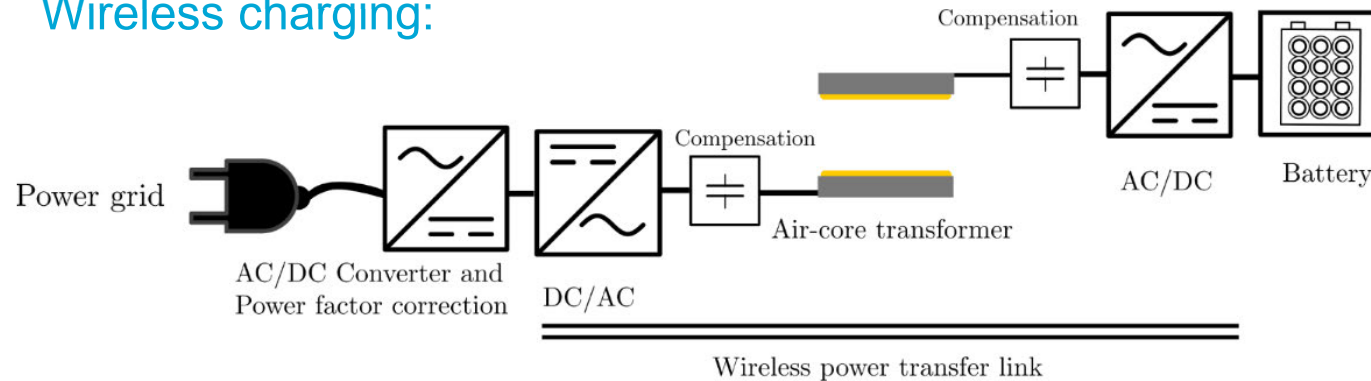 Wireless charging:
Compensation
Compensation
Power grid
AC/DC
Battery
Air-core transformer
AC/DC Converter and
Power factor correction
DC/AC
Wireless power transfer link